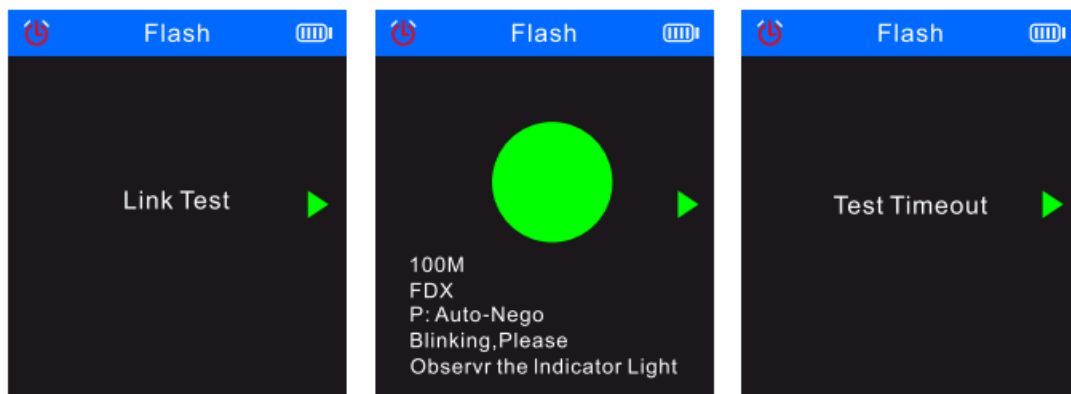 Flash
Link Test
Flash
100M
FDX
P: Auto-Nego
Blinking,Please
Observr the Indicator Light
Flash
Test Timeout